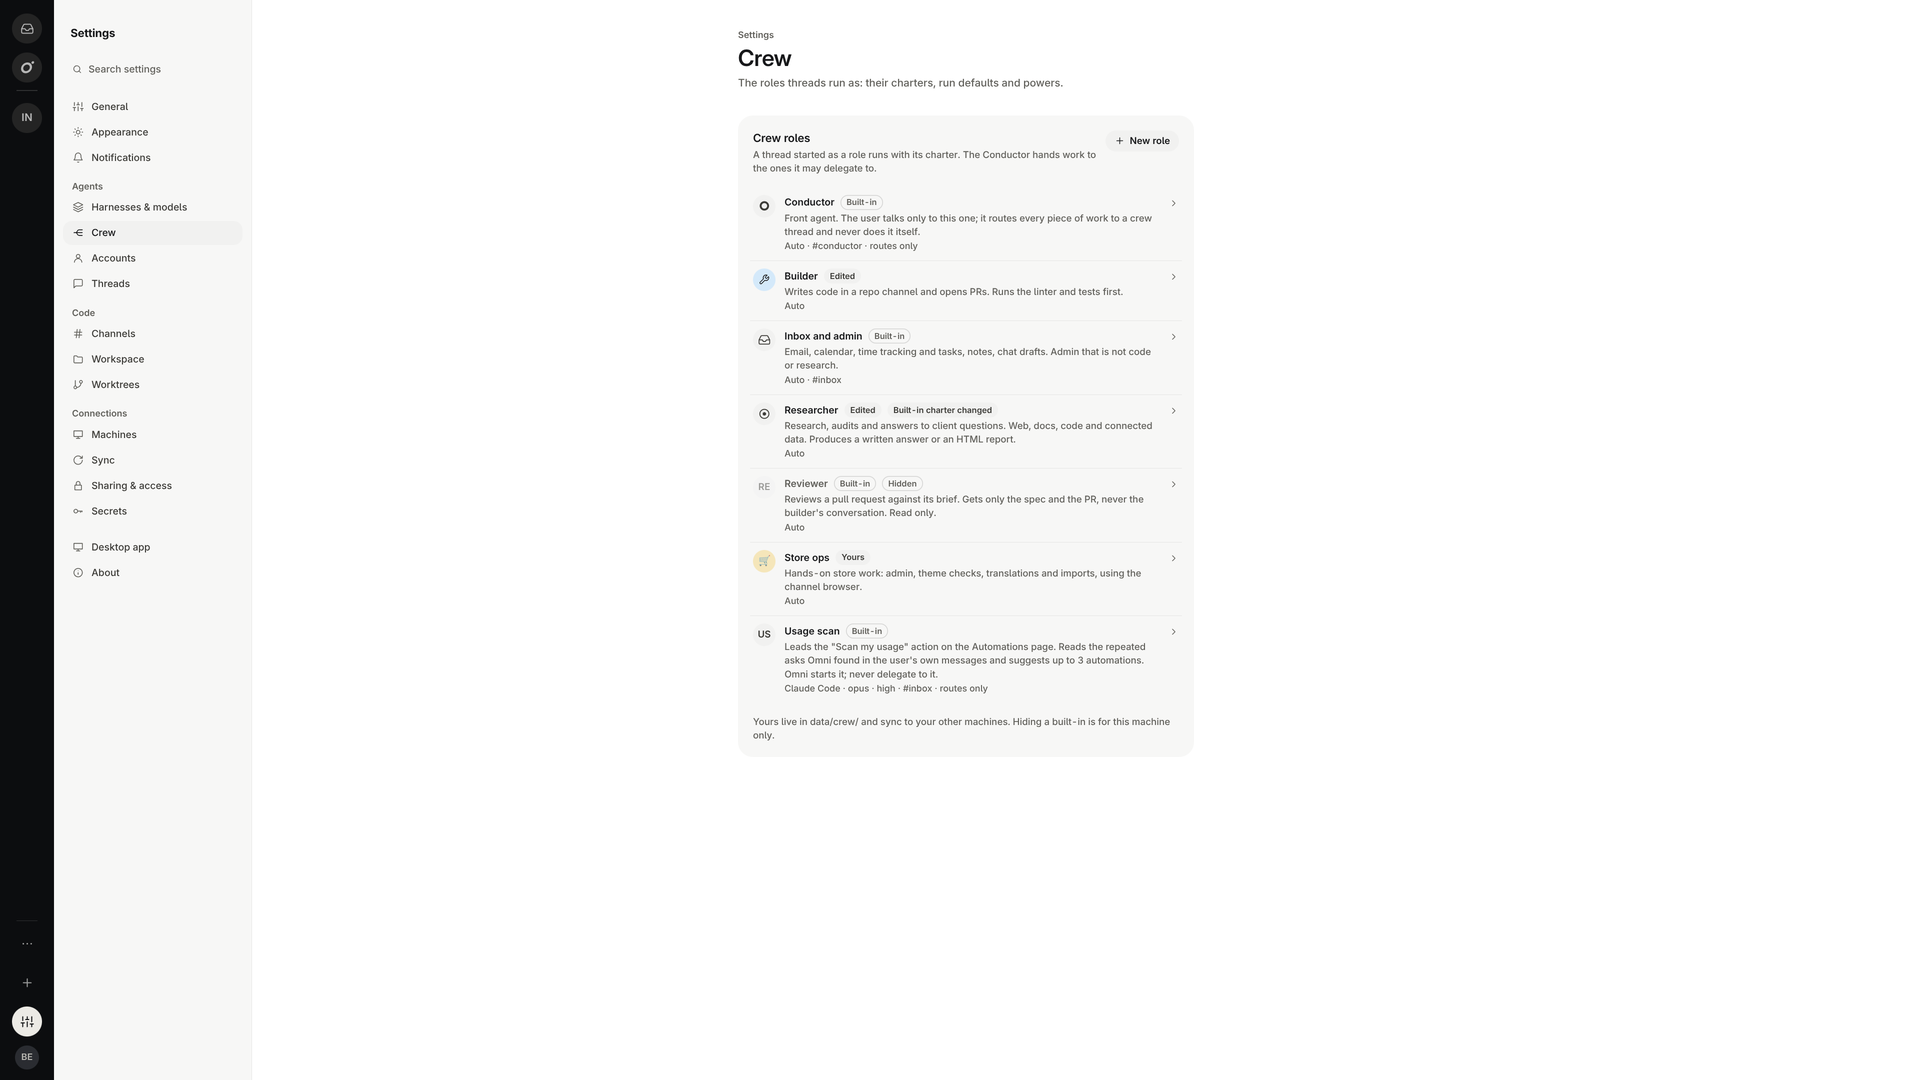 Settings
Search settings
General
Appearance
Notifications
Agents
Harnesses & models
Crew
Accounts
Threads
Code
Channels
Workspace
Worktrees
Connections
Machines
Sync
Sharing & access
Secrets
Desktop app
About
IN
BE
Settings
Crew
The roles threads run as: their charters, run defaults and powers.
Crew roles
New role
A thread started as a role runs with its charter. The Conductor hands work to
the ones it may delegate to.
Conductor Built-in
Front agent. The user talks only to this one; it routes every piece of work to a crew
thread and never does it itself.
Auto · #conductor · routes only
Builder Edited
Writes code in a repo channel and opens PRs. Runs the linter and tests first.
Auto
Inbox and admin Built-in
Email, calendar, time tracking and tasks, notes, chat drafts. Admin that is not code
or research.
Auto · #inbox
Researcher Edited Built-in charter changed
Research, audits and answers to client questions. Web, docs, code and connected
data. Produces a written answer or an HTML report.
Auto
RE Reviewer Built-in Hidden
Reviews a pull request against its brief. Gets only the spec and the PR, never the
builder's conversation. Read only.
Auto
Store ops Yours
Hands-on store work: admin, theme checks, translations and imports, using the
channel browser.
Auto
US Usage scan Built-in
Leads the "Scan my usage" action on the Automations page. Reads the repeated
asks Omni found in the user's own messages and suggests up to 3 automations.
Omni starts it; never delegate to it.
Claude Code · opus · high · #inbox · routes only
Yours live in data/crew/ and sync to your other machines. Hiding a built-in is for this machine
only.